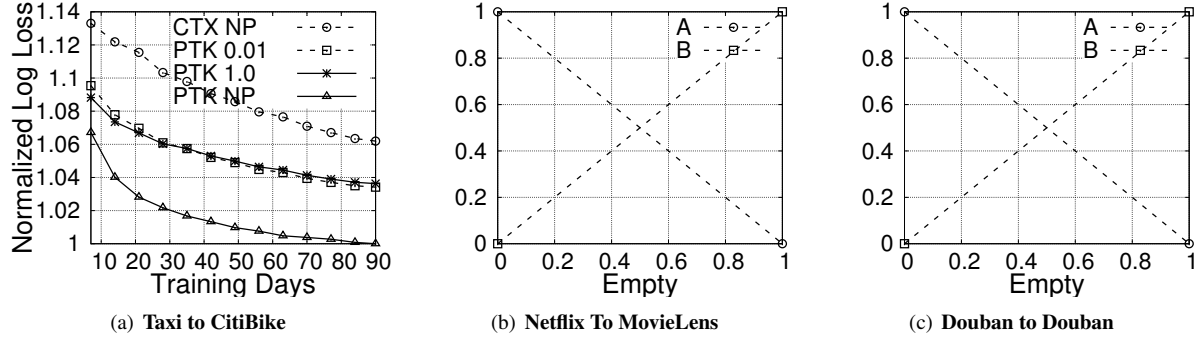 Normalized Log Loss
1.14
1.12
1.1
1.08
1.06
1.04
1.02
1
CTX NP
PTK 0.01
PTK 1.0
PTK NP
10 20 30 40 50 60 70 80 90
Training Days
(a) Taxi to CitiBike
1
0.8
0.6
0.4
0.2
0
A
B
0 0.2 0.4 0.6 0.8 1
Empty
(b) Netflix To MovieLens
1
0.8
0.6
0.4
0.2
0
A
B
0 0.2 0.4 0.6 0.8 1
Empty
(c) Douban to Douban